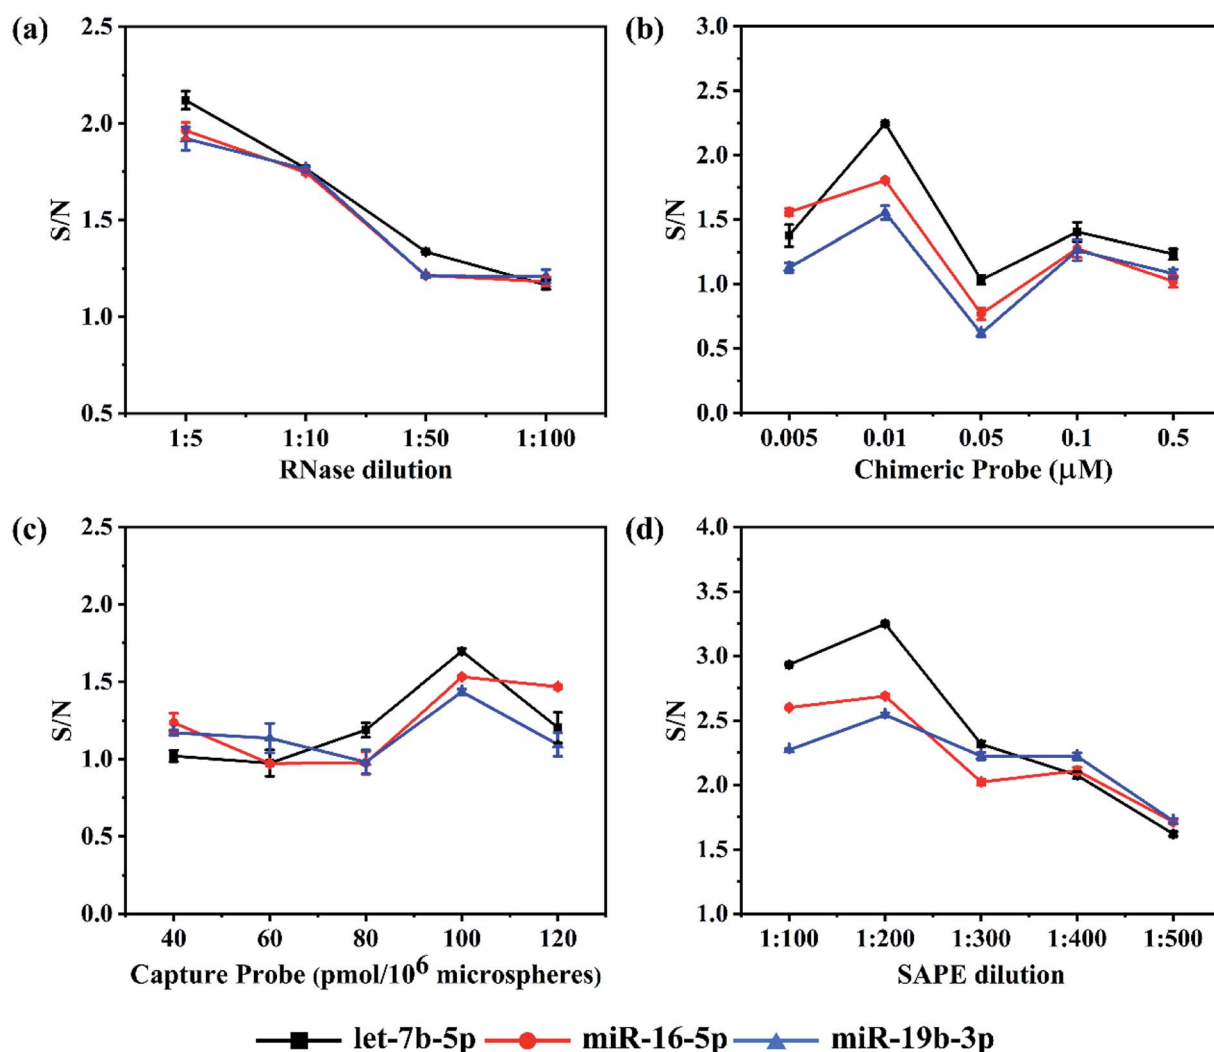 (a)
2.5
2.0
1.5
1.0
0.5
S/N
1:5 1:10 1:50 1:100
RNase dilution
(b)
3.0
2.5
2.0
1.5
1.0
0.5
0.0
S/N
0.005 0.01 0.05 0.1 0.5
Chimeric Probe (μM)
(c)
2.5
2.0
1.5
1.0
0.5
0.0
S/N
40 60 80 100 120
Capture Probe (pmol/10⁶ microspheres)
(d)
4.0
3.5
3.0
2.5
2.0
1.5
1.0
S/N
1:100 1:200 1:300 1:400 1:500
SAPE dilution
let-7b-5p miR-16-5p miR-19b-3p